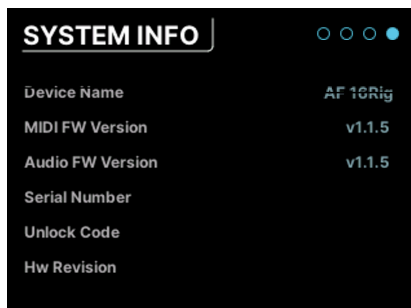 SYSTEM INFO
Device Name AF 16Rig
MIDI FW Version v1.1.5
Audio FW Version v1.1.5
Serial Number
Unlock Code
Hw Revision